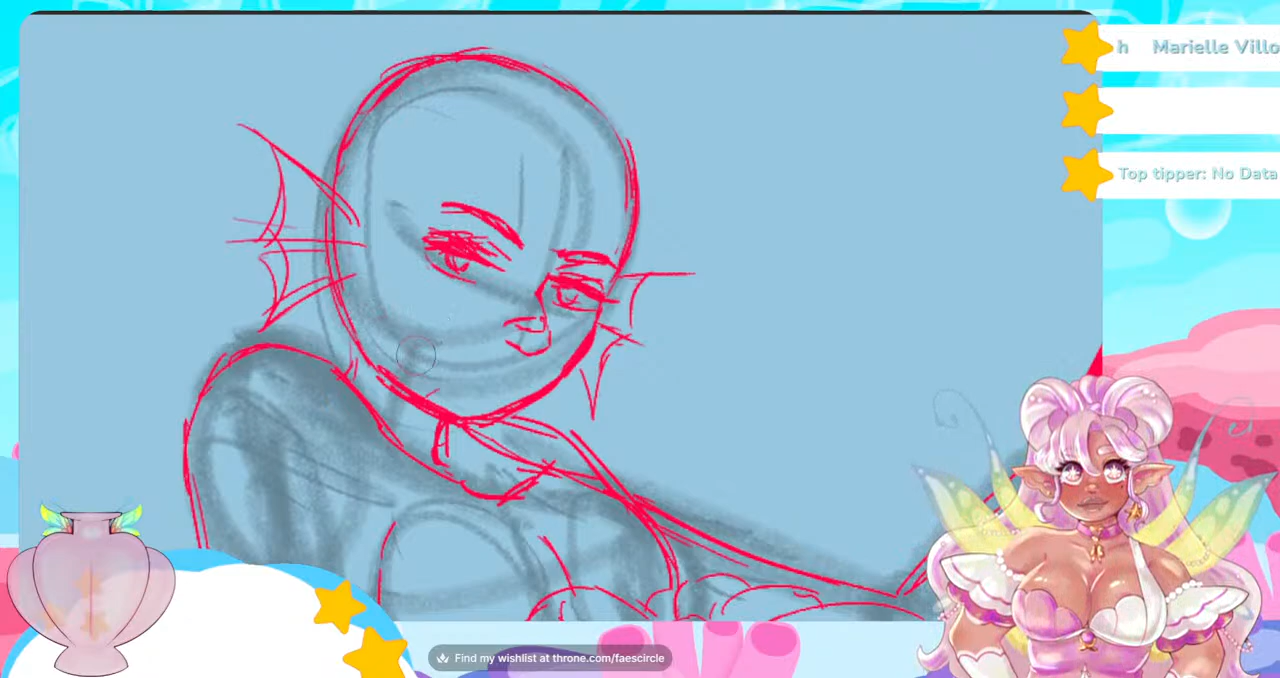 h Marielle Villo
Top tipper: No Data
Find my wishlist at throne.com/faescircle